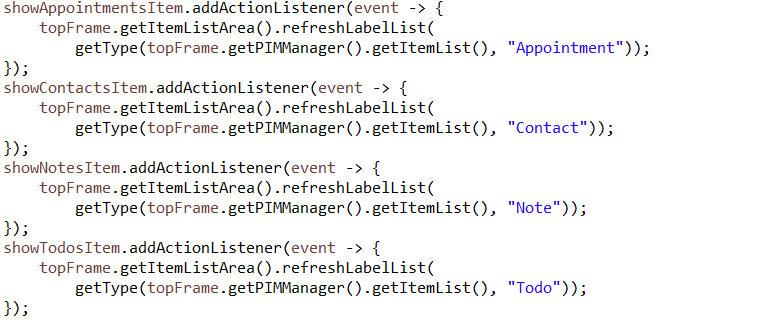 showAppointmentsItem.addActionListener(event -> {
    topFrame.getItemListArea().refreshLabelList(
        getType(topFrame.getPIMManager().getItemList(), "Appointment"));
});
showContactsItem.addActionListener(event -> {
    topFrame.getItemListArea().refreshLabelList(
        getType(topFrame.getPIMManager().getItemList(), "Contact"));
});
showNotesItem.addActionListener(event -> {
    topFrame.getItemListArea().refreshLabelList(
        getType(topFrame.getPIMManager().getItemList(), "Note"));
});
showTodosItem.addActionListener(event -> {
    topFrame.getItemListArea().refreshLabelList(
        getType(topFrame.getPIMManager().getItemList(), "Todo"));
});